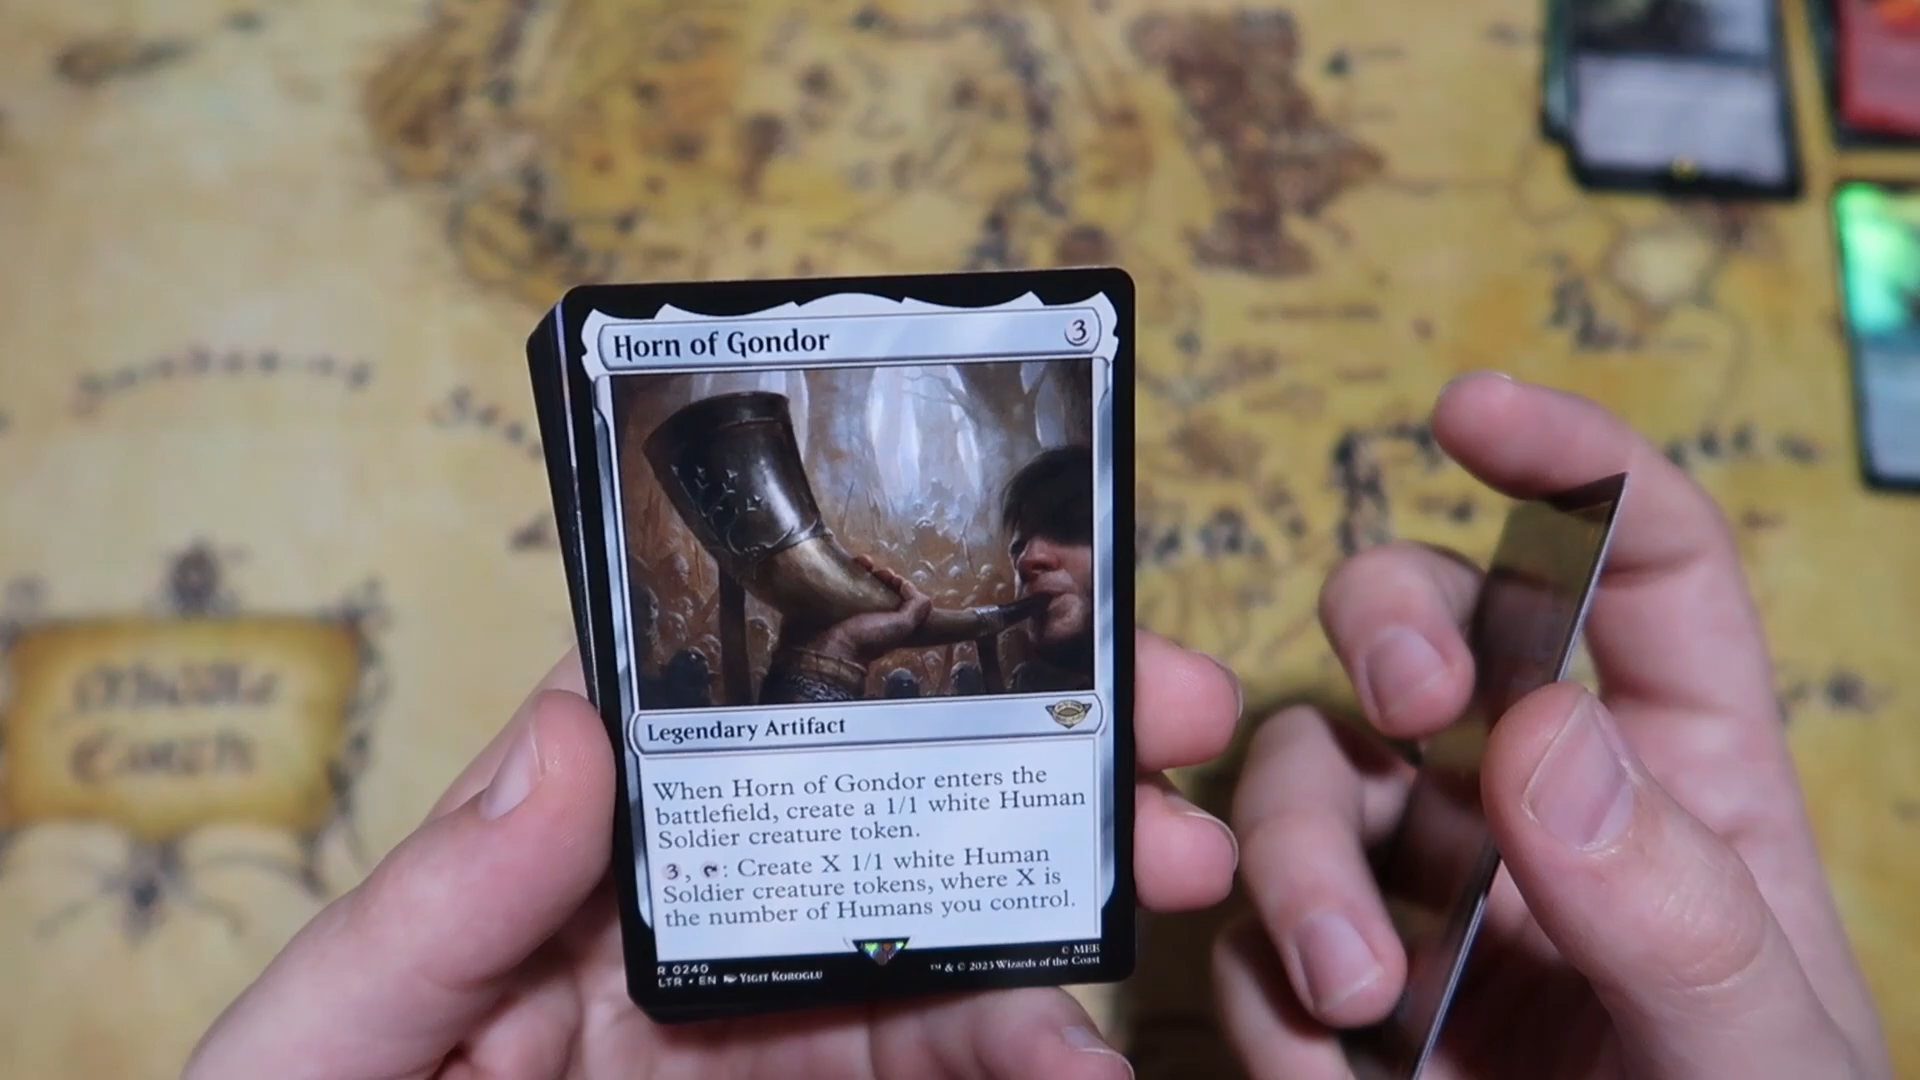 Horn of Gondor 3
Legendary Artifact
When Horn of Gondor enters the
battlefield, create a 1/1 white Human
Soldier creature token.
3, : Create X 1/1 white Human
Soldier creature tokens, where X is
the number of Humans you control.
R 0240
LTR • EN YIGIT KOROGLU
© MEE
™ & © 2023 Wizards of the Coast